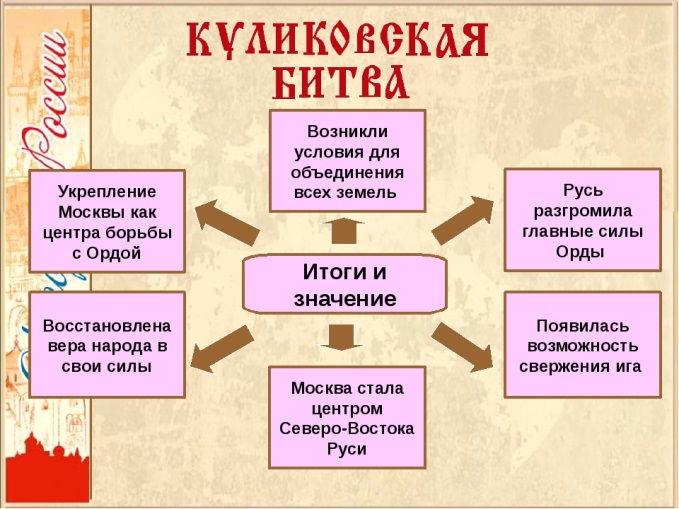 КУЛИКОВСКАЯ
БИТВА
Возникли
условия для
объединения
всех земель
Укрепление
Москвы как
центра борьбы
с Ордой
Русь
разгромила
главные силы
Орды
Итоги и
значение
Восстановлена
вера народа в
свои силы
Появилась
возможность
свержения ига
Москва стала
центром
Северо-Востока
Руси
России